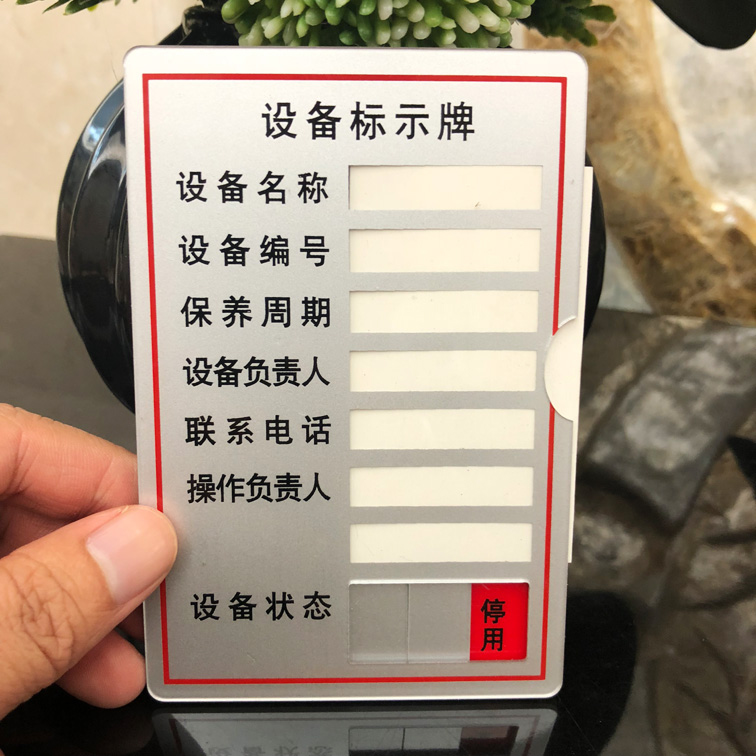 设备标示牌
设备名称
设备编号
保养周期
设备负责人
联系电话
操作负责人
设备状态
停
用